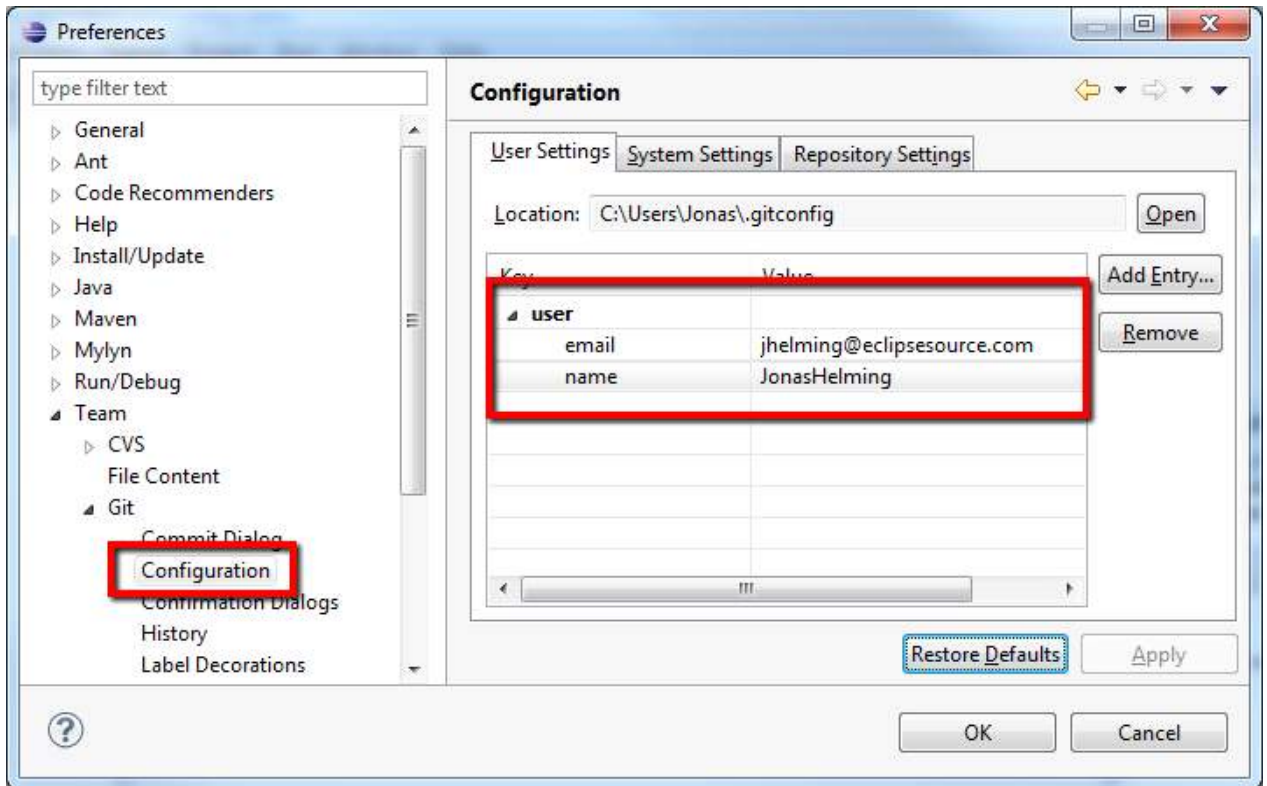 Preferences
type filter text
General
Ant
Code Recommenders
Help
Install/Update
Java
Maven
Mylyn
Run/Debug
Team
CVS
File Content
Git
Commit Dialog
Configuration
Confirmation Dialogs
History
Label Decorations
Configuration
User Settings
System Settings
Repository Settings
Location: C:\Users\Jonas\.gitconfig
Open
Key Value
user
email jhelming@eclipsesource.com
name JonasHelming
Add Entry...
Remove
Restore Defaults
Apply
OK
Cancel